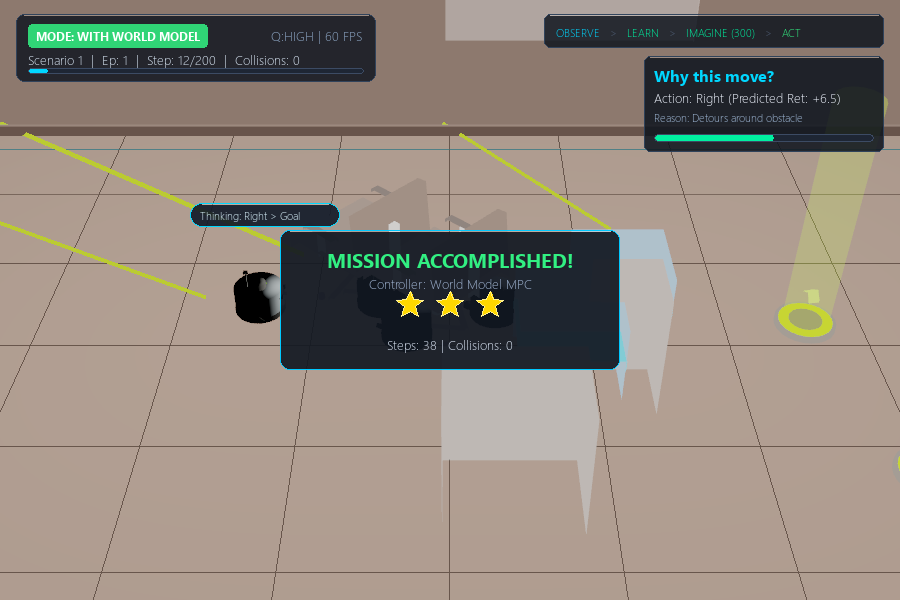 MODE: WITH WORLD MODEL
Q:HIGH | 60 FPS
Scenario 1 | Ep: 1 | Step: 12/200 | Collisions: 0
OBSERVE > LEARN > IMAGINE (300) > ACT
Why this move?
Action: Right (Predicted Ret: +6.5)
Reason: Detours around obstacle
Thinking: Right > Goal
MISSION ACCOMPLISHED!
Controller: World Model MPC
Steps: 38 | Collisions: 0